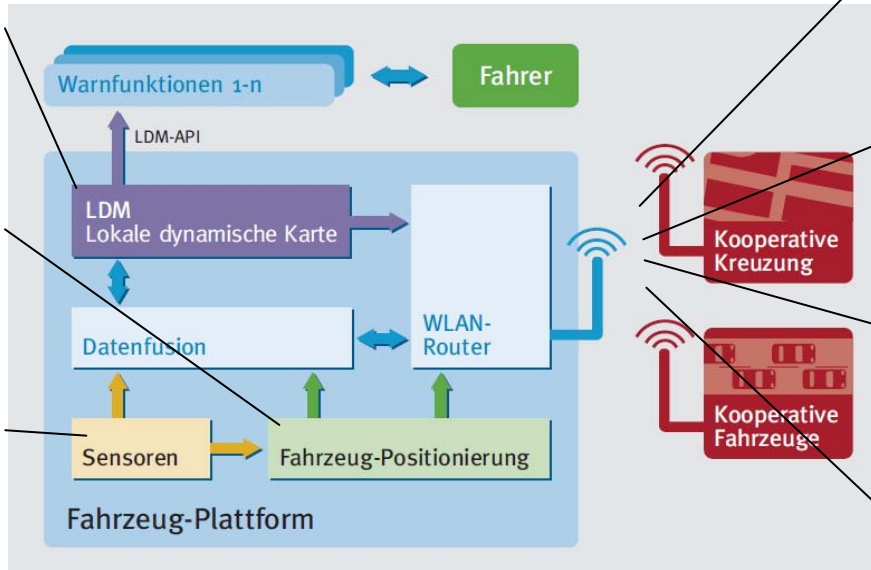 Warnfunktionen 1-n
Fahrer
LDM-API
LDM
Lokale dynamische Karte
Kooperative
Kreuzung
Datenfusion
WLAN-
Router
Sensoren
Fahrzeug-Positionierung
Kooperative
Fahrzeuge
Fahrzeug-Plattform